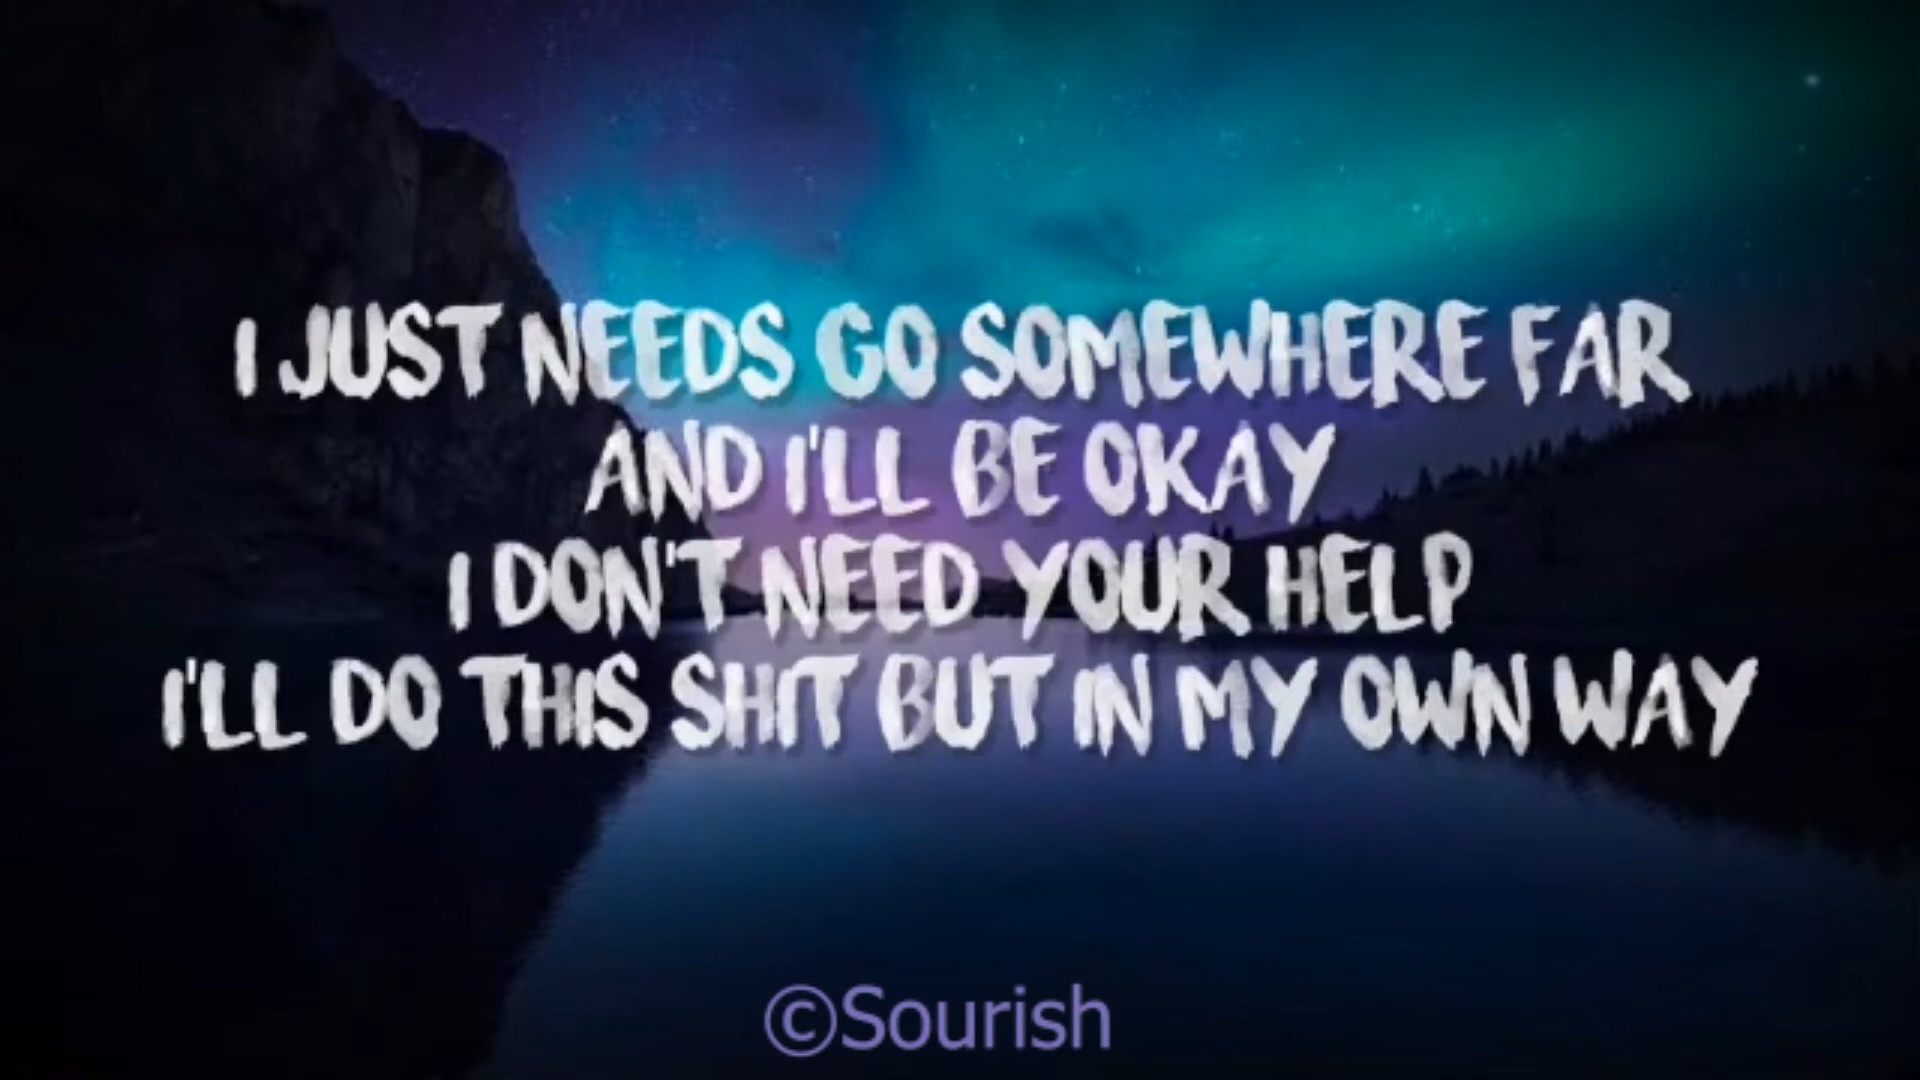 I JUST NEEDS GO SOMEWHERE FAR
AND I'LL BE OKAY
I DON'T NEED YOUR HELP
I'LL DO THIS SHIT BUT IN MY OWN WAY
©Sourish